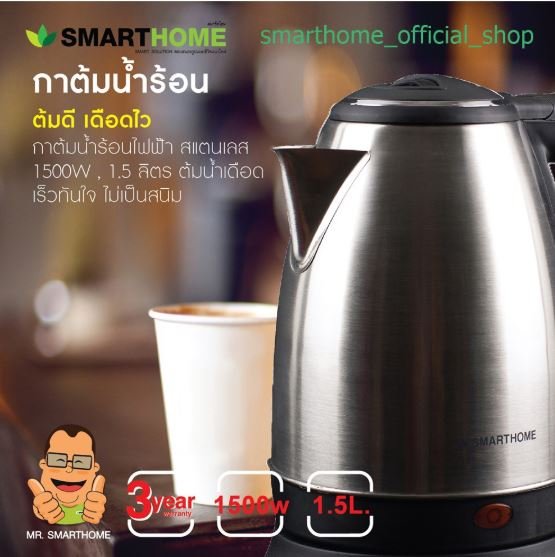 SMARTHOME
smarthome_official_shop
กาต้มน้ำร้อน
ต้มดี เดือดไว
กาต้มน้ำร้อนไฟฟ้า สแตนเลส
1500W , 1.5 ลิตร ต้มน้ำเดือด
เร็วทันใจ ไม่เป็นสนิม
SMARTHOME
3 year
warranty
1500w
1.5L.
MR. SMARTHOME